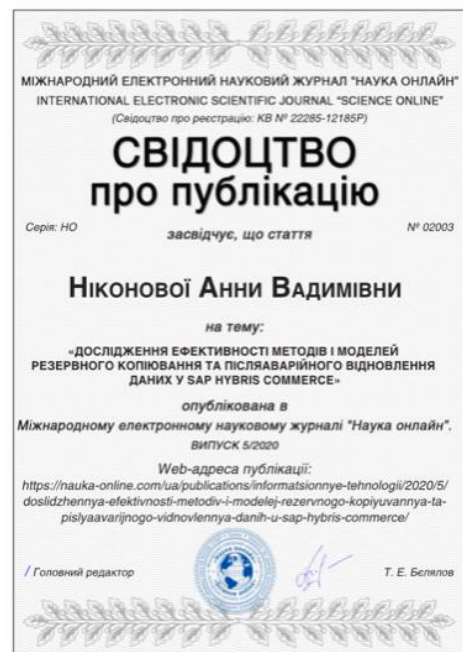 МІЖНАРОДНИЙ ЕЛЕКТРОННИЙ НАУКОВИЙ ЖУРНАЛ "НАУКА ОНЛАЙН"
INTERNATIONAL ELECTRONIC SCIENTIFIC JOURNAL "SCIENCE ONLINE"
(Свідоцтво про реєстрацію: КВ № 22285-12185Р)
СВІДОЦТВО
про публікацію
Серія: НО № 02003
засвідчує, що стаття
Ніконової Анни Вадимівни
на тему:
«ДОСЛІДЖЕННЯ ЕФЕКТИВНОСТІ МЕТОДІВ І МОДЕЛЕЙ
РЕЗЕРВНОГО КОПІЮВАННЯ ТА ПІСЛЯАВАРІЙНОГО ВІДНОВЛЕННЯ
ДАНИХ У SAP HYBRIS COMMERCE»
опублікована в
Міжнародному електронному науковому журналі "Наука онлайн".
ВИПУСК 5/2020
Web-адреса публікації:
https://nauka-online.com/ua/publications/informatsionnye-tehnologii/2020/5/
doslidzhennya-efektivnosti-metodiv-i-modelej-rezervnogo-kopiyuvannya-ta-
pislyaavarijnogo-vidnovlennya-danih-u-sap-hybris-commerce/
/ Головний редактор Т. Е. Бєлялов